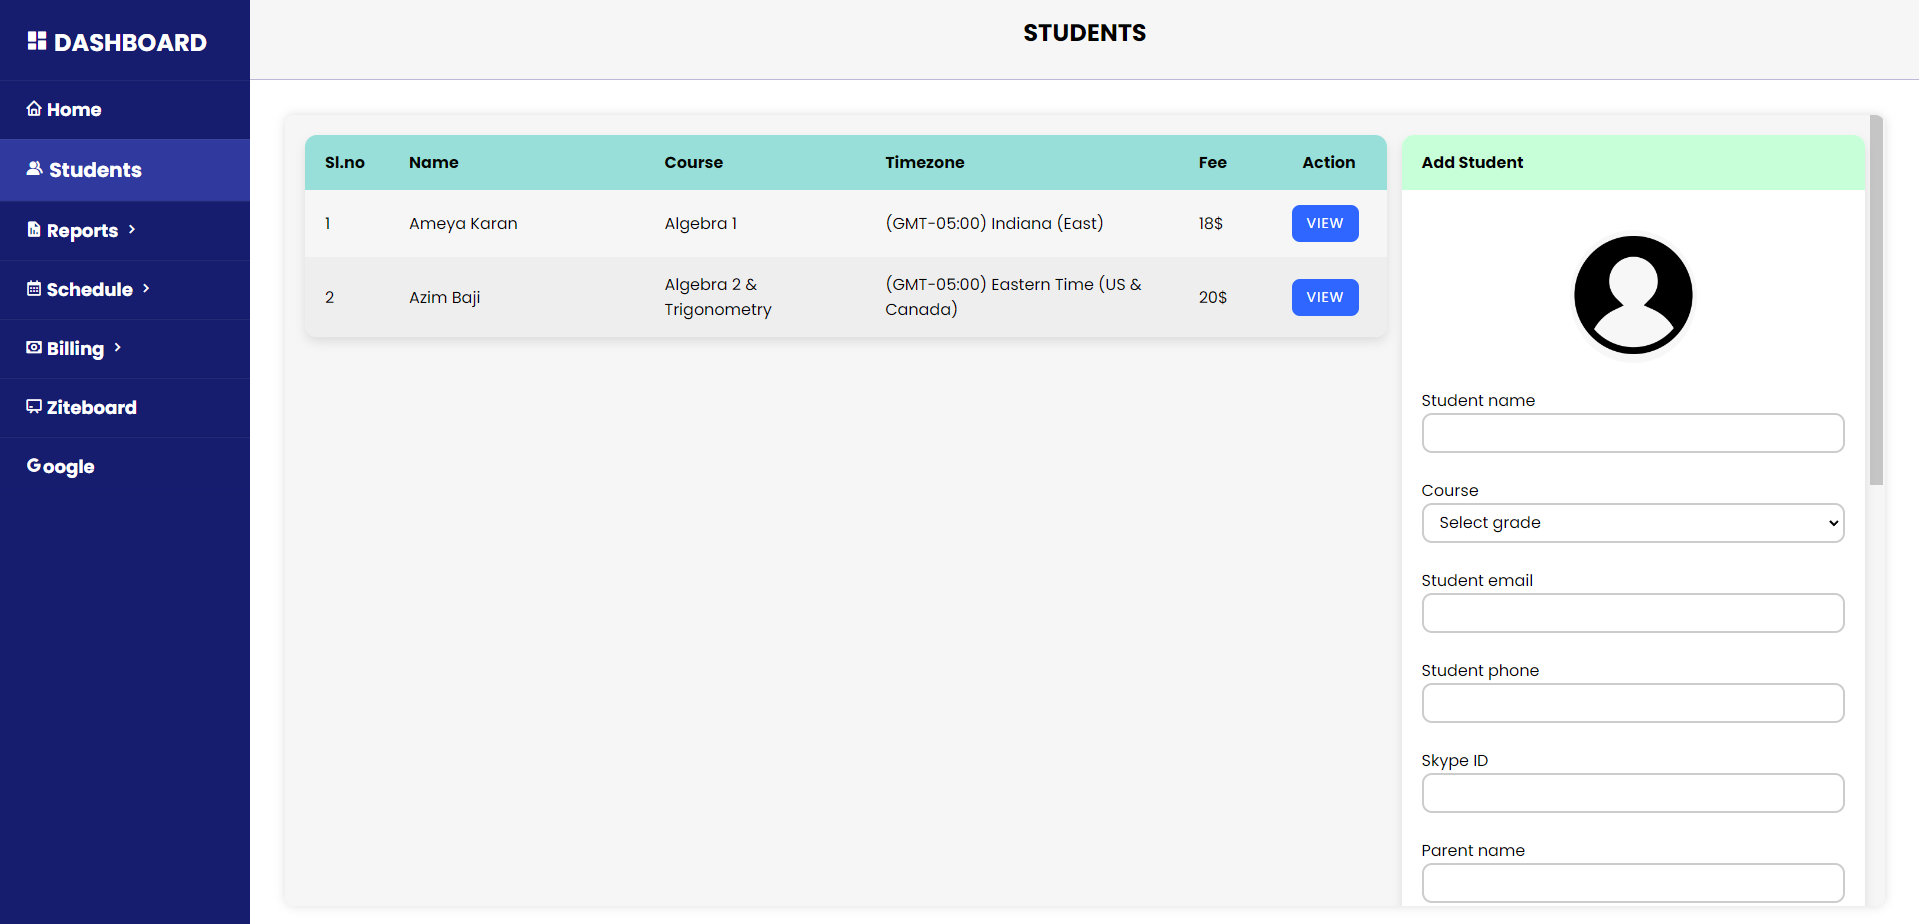 DASHBOARD
Home
Students
Reports
Schedule
Billing
Ziteboard
Google
STUDENTS
Sl.no Name Course Timezone Fee Action
1 Ameya Karan Algebra 1 (GMT-05:00) Indiana (East) 18$ VIEW
2 Azim Baji Algebra 2 & Trigonometry (GMT-05:00) Eastern Time (US & Canada) 20$ VIEW
Add Student
Student name
Course
Select grade
Student email
Student phone
Skype ID
Parent name